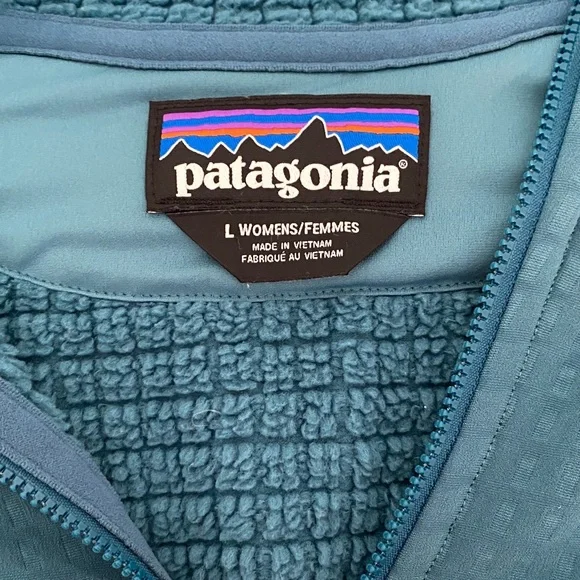 patagonia®
L WOMENS/FEMMES
MADE IN VIETNAM
FABRIQUÉ AU VIETNAM